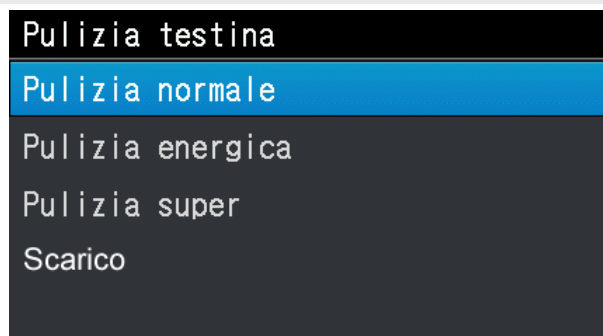 Pulizia testina
Pulizia normale
Pulizia energica
Pulizia super
Scarico